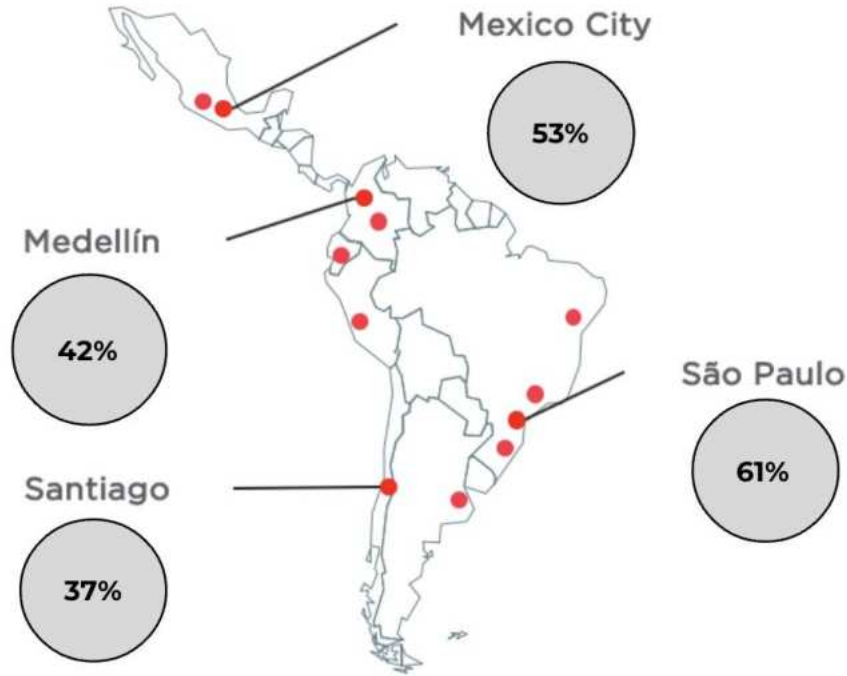 Mexico City
53%
Medellín
42%
São Paulo
61%
Santiago
37%